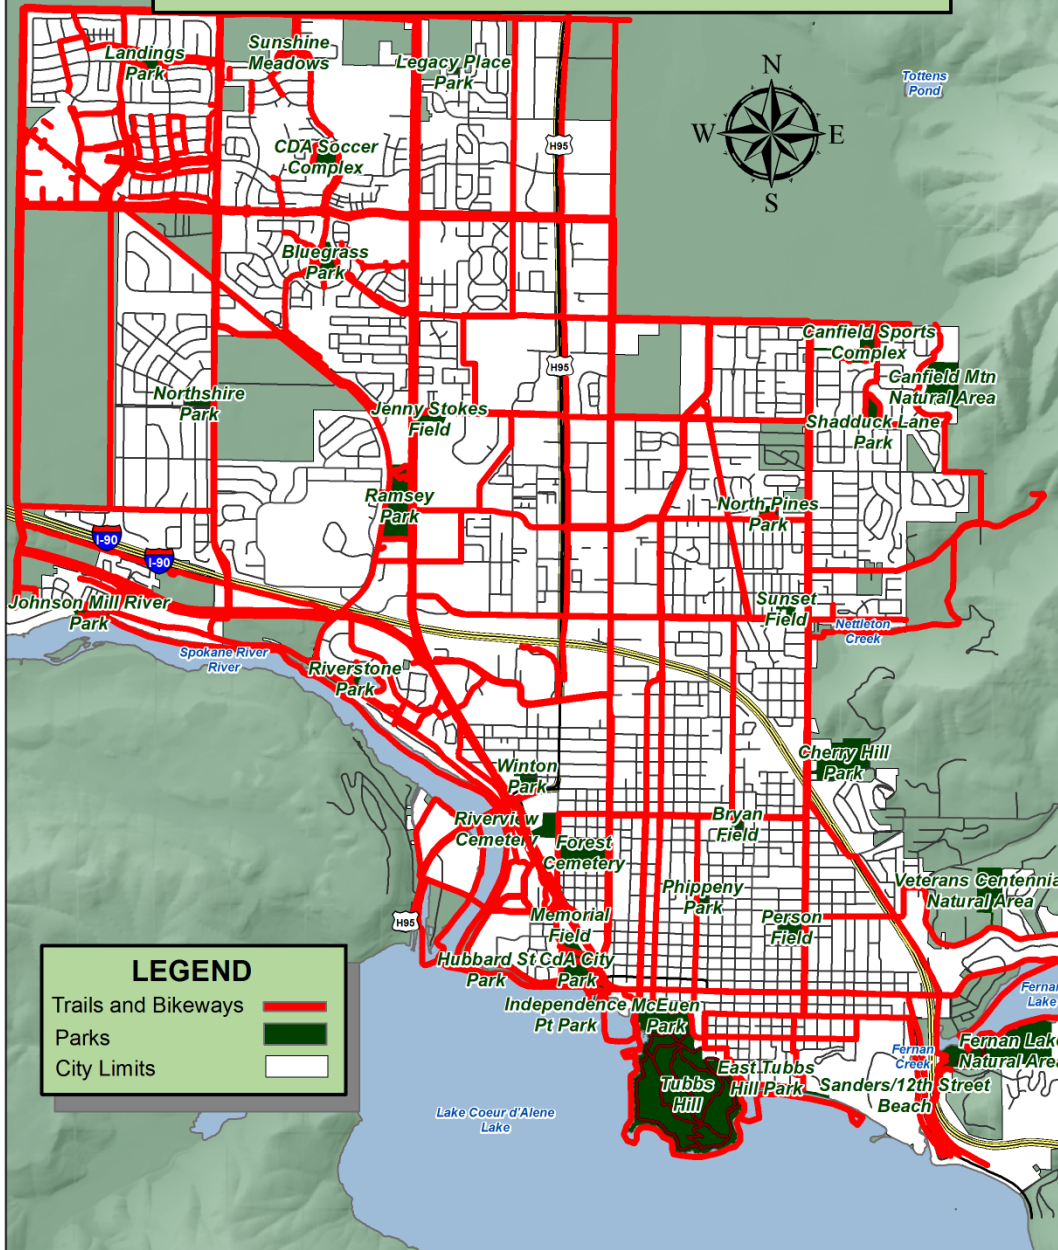 Landings
Park
Sunshine
Meadows
Legacy Place
Park
Tottens
Pond
N
W
E
S
H95
CDA Soccer
Complex
Bluegrass
Park
Canfield Sports
Complex
H95
Canfield Mtn
Natural Area
Northshire
Park
Jenny Stokes
Field
Shadduck Lane
Park
Ramsey
Park
North Pines
Park
I-90
I-90
Johnson Mill River
Park
Sunset
Field
Nettleton
Creek
Spokane River
River
Riverstone
Park
Cherry Hill
Park
Winton
Park
Riverview
Cemetery
Bryan
Field
Forest
Cemetery
Phippeny
Park
Veterans Centennia
Natural Area
H95
Memorial
Field
Person
Field
Hubbard St
Park
CdA City
Park
Independence
Pt Park
McEuen
Park
Fernan
Lake
Fernan
Creek
Fernan Lake
Natural Area
Tubbs
Hill
East Tubbs
Hill Park
Sanders/12th Street
Beach
Lake Coeur d'Alene
Lake
LEGEND
Trails and Bikeways
Parks
City Limits